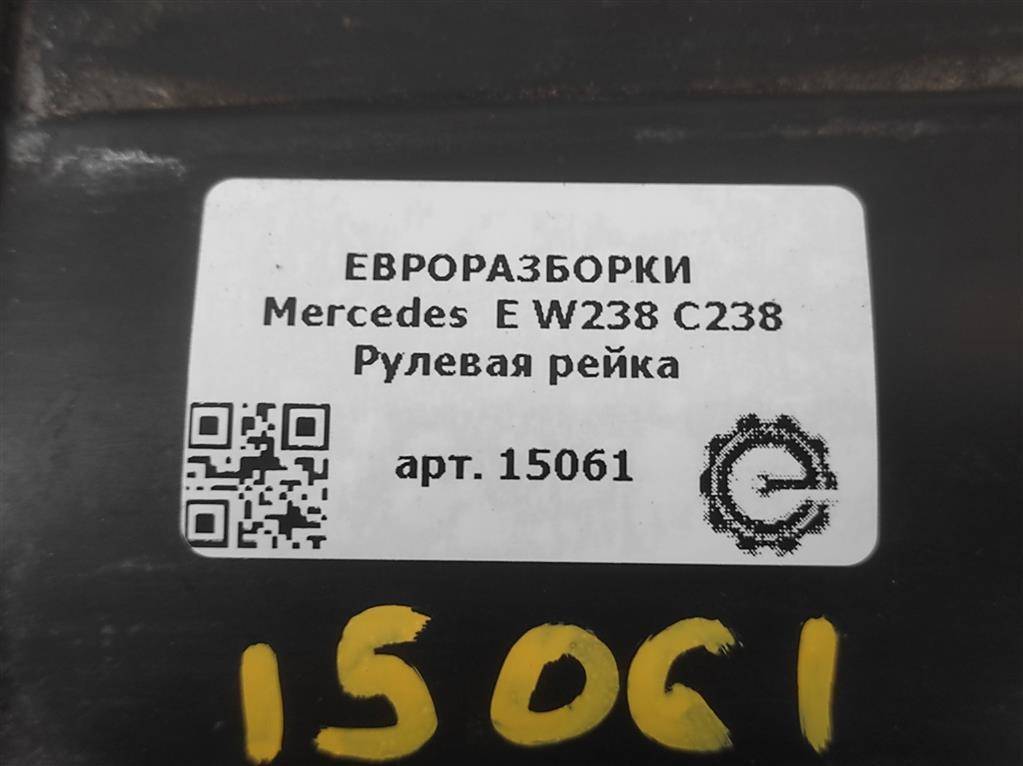 ЕВРОРАЗБОРКИ
Mercedes E W238 C238
Рулевая рейка
арт. 15061
15061